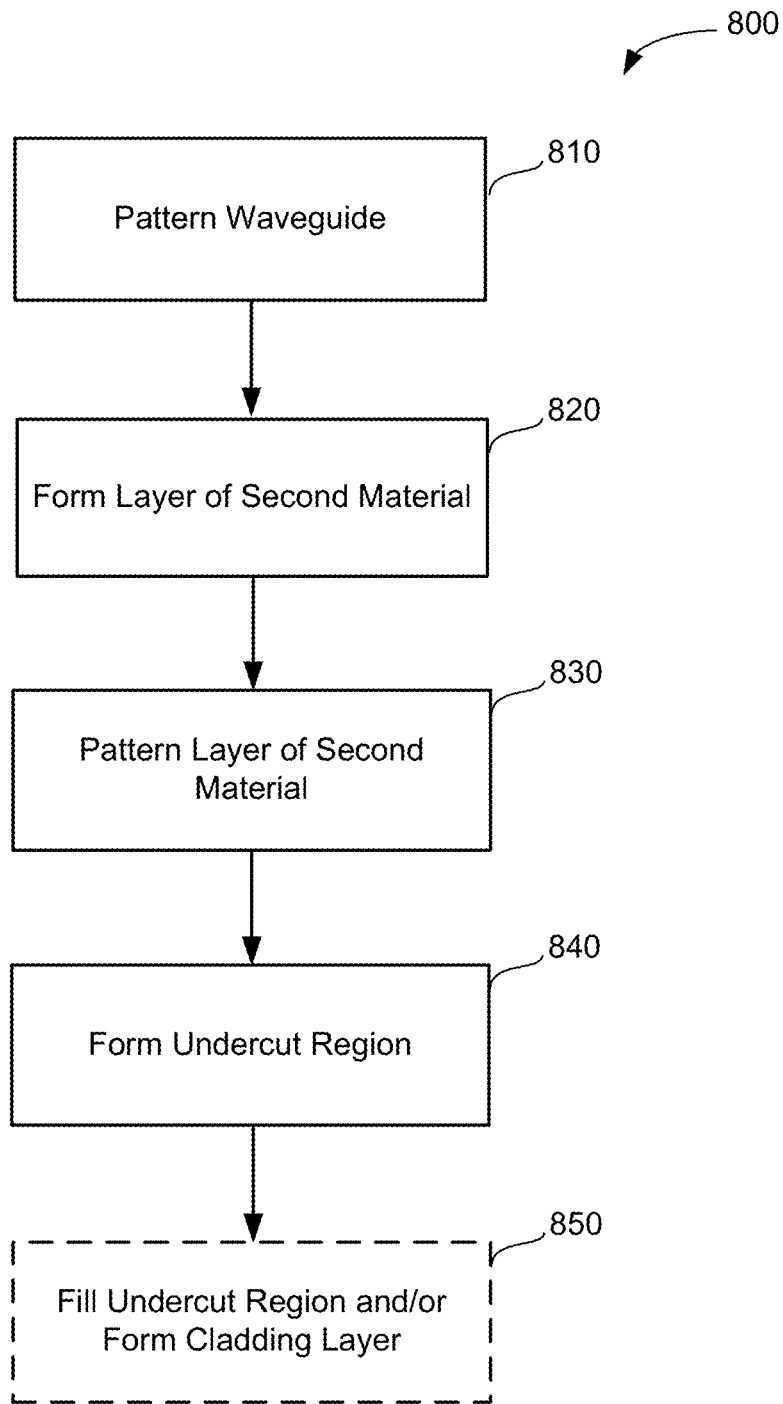 800
810
Pattern Waveguide
820
Form Layer of Second Material
830
Pattern Layer of Second
Material
840
Form Undercut Region
850
Fill Undercut Region and/or
Form Cladding Layer